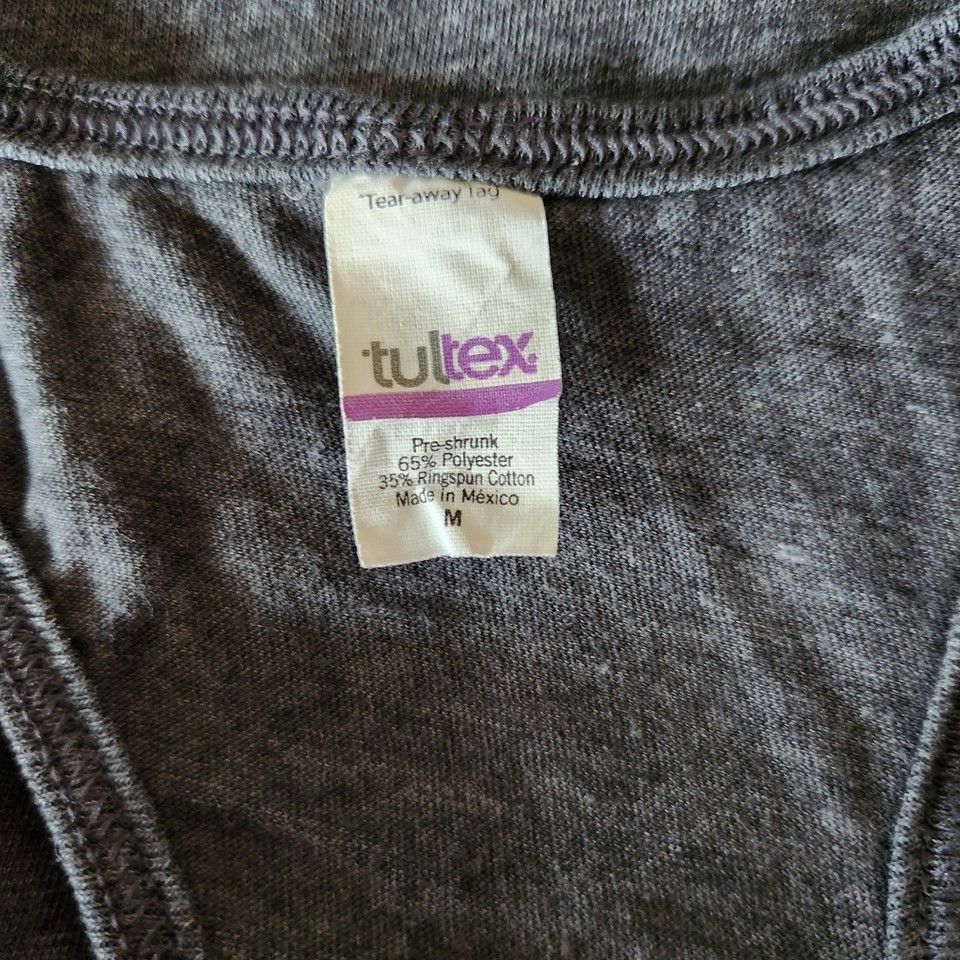 Tear-away Tag
tultex
Pre-shrunk
65% Polyester
35% Ringspun Cotton
Made in México
M